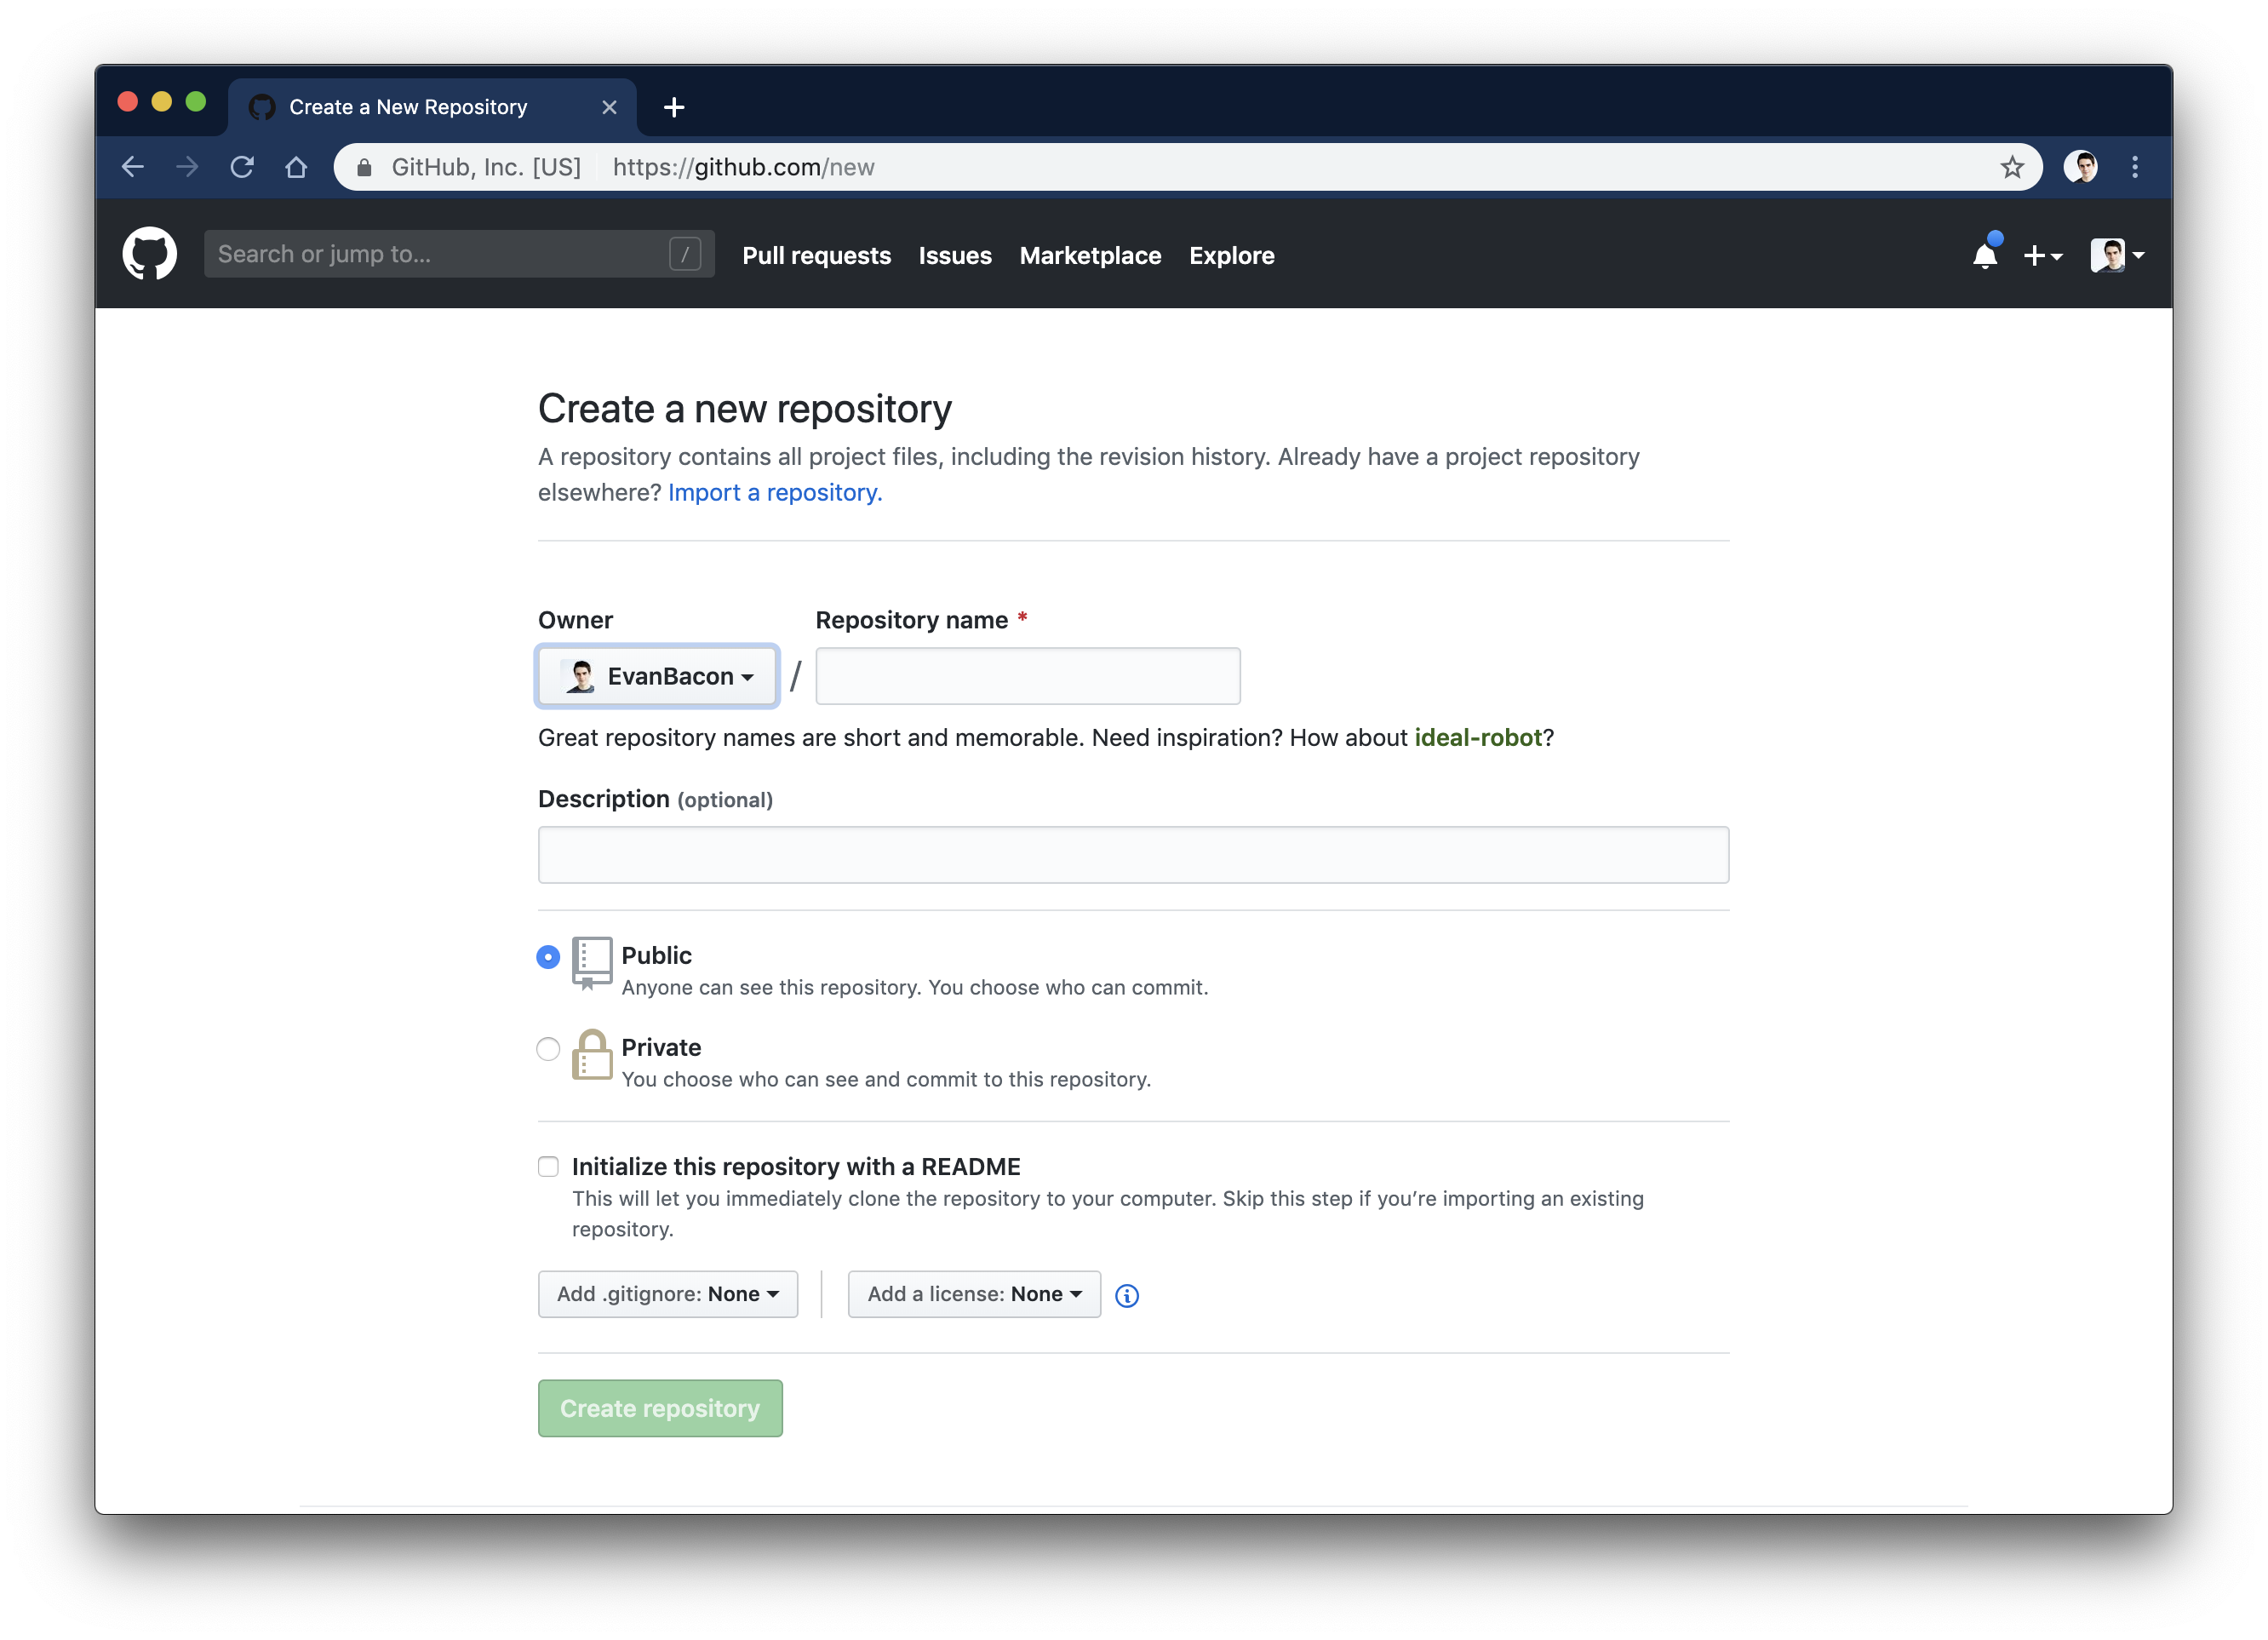 Create a New Repository
GitHub, Inc. [US] https://github.com/new
Search or jump to... / Pull requests Issues Marketplace Explore
Create a new repository
A repository contains all project files, including the revision history. Already have a project repository
elsewhere? Import a repository.
Owner Repository name *
EvanBacon /
Great repository names are short and memorable. Need inspiration? How about ideal-robot?
Description (optional)
Public
Anyone can see this repository. You choose who can commit.
Private
You choose who can see and commit to this repository.
Initialize this repository with a README
This will let you immediately clone the repository to your computer. Skip this step if you’re importing an existing
repository.
Add .gitignore: None Add a license: None
Create repository